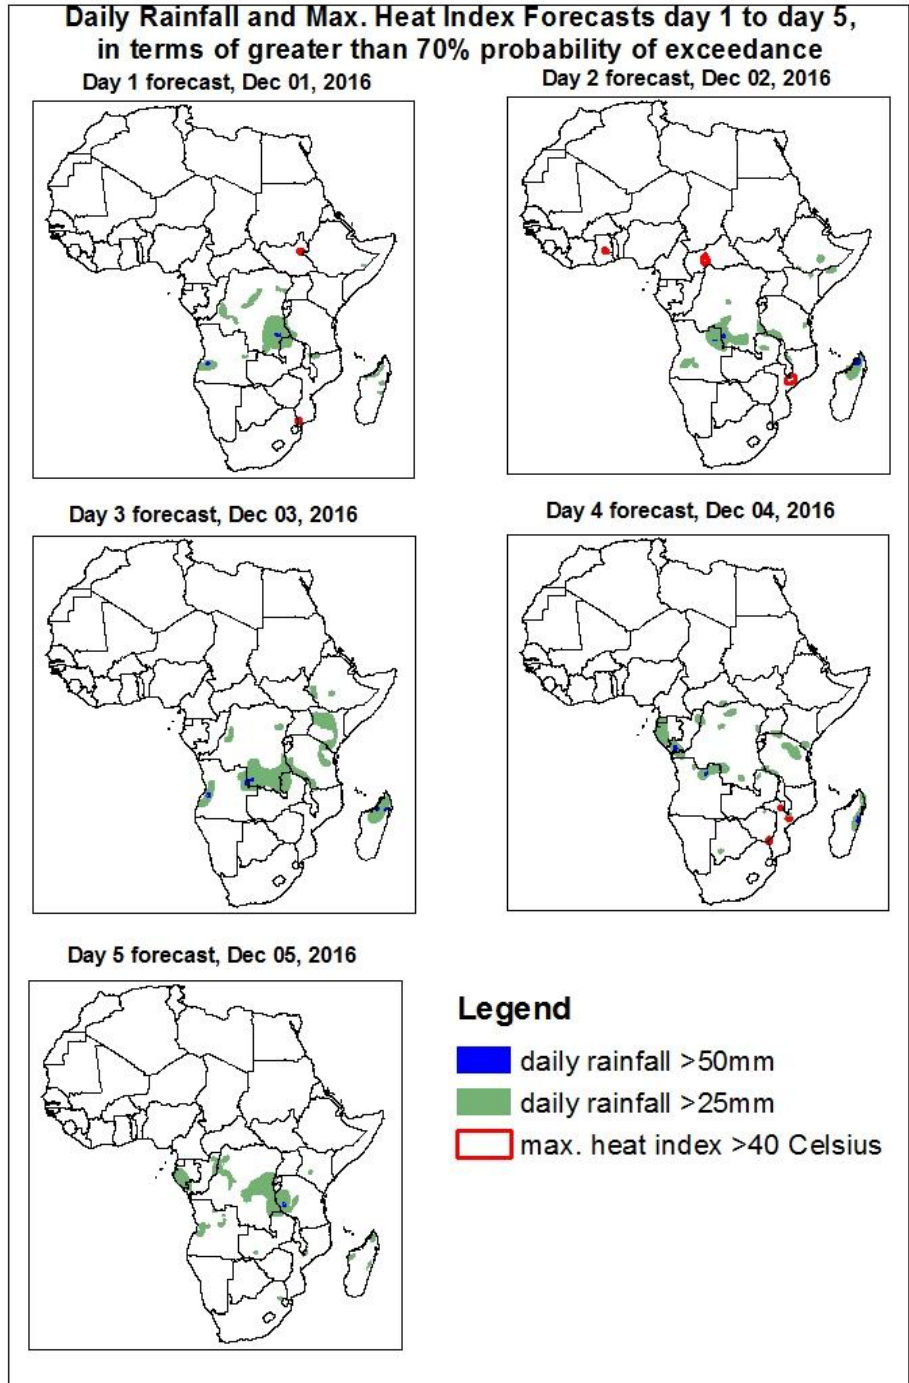 Daily Rainfall and Max. Heat Index Forecasts day 1 to day 5,
in terms of greater than 70% probability of exceedance
Day 1 forecast, Dec 01, 2016
Day 2 forecast, Dec 02, 2016
Day 3 forecast, Dec 03, 2016
Day 4 forecast, Dec 04, 2016
Day 5 forecast, Dec 05, 2016
Legend
daily rainfall >50mm
daily rainfall >25mm
max. heat index >40 Celsius